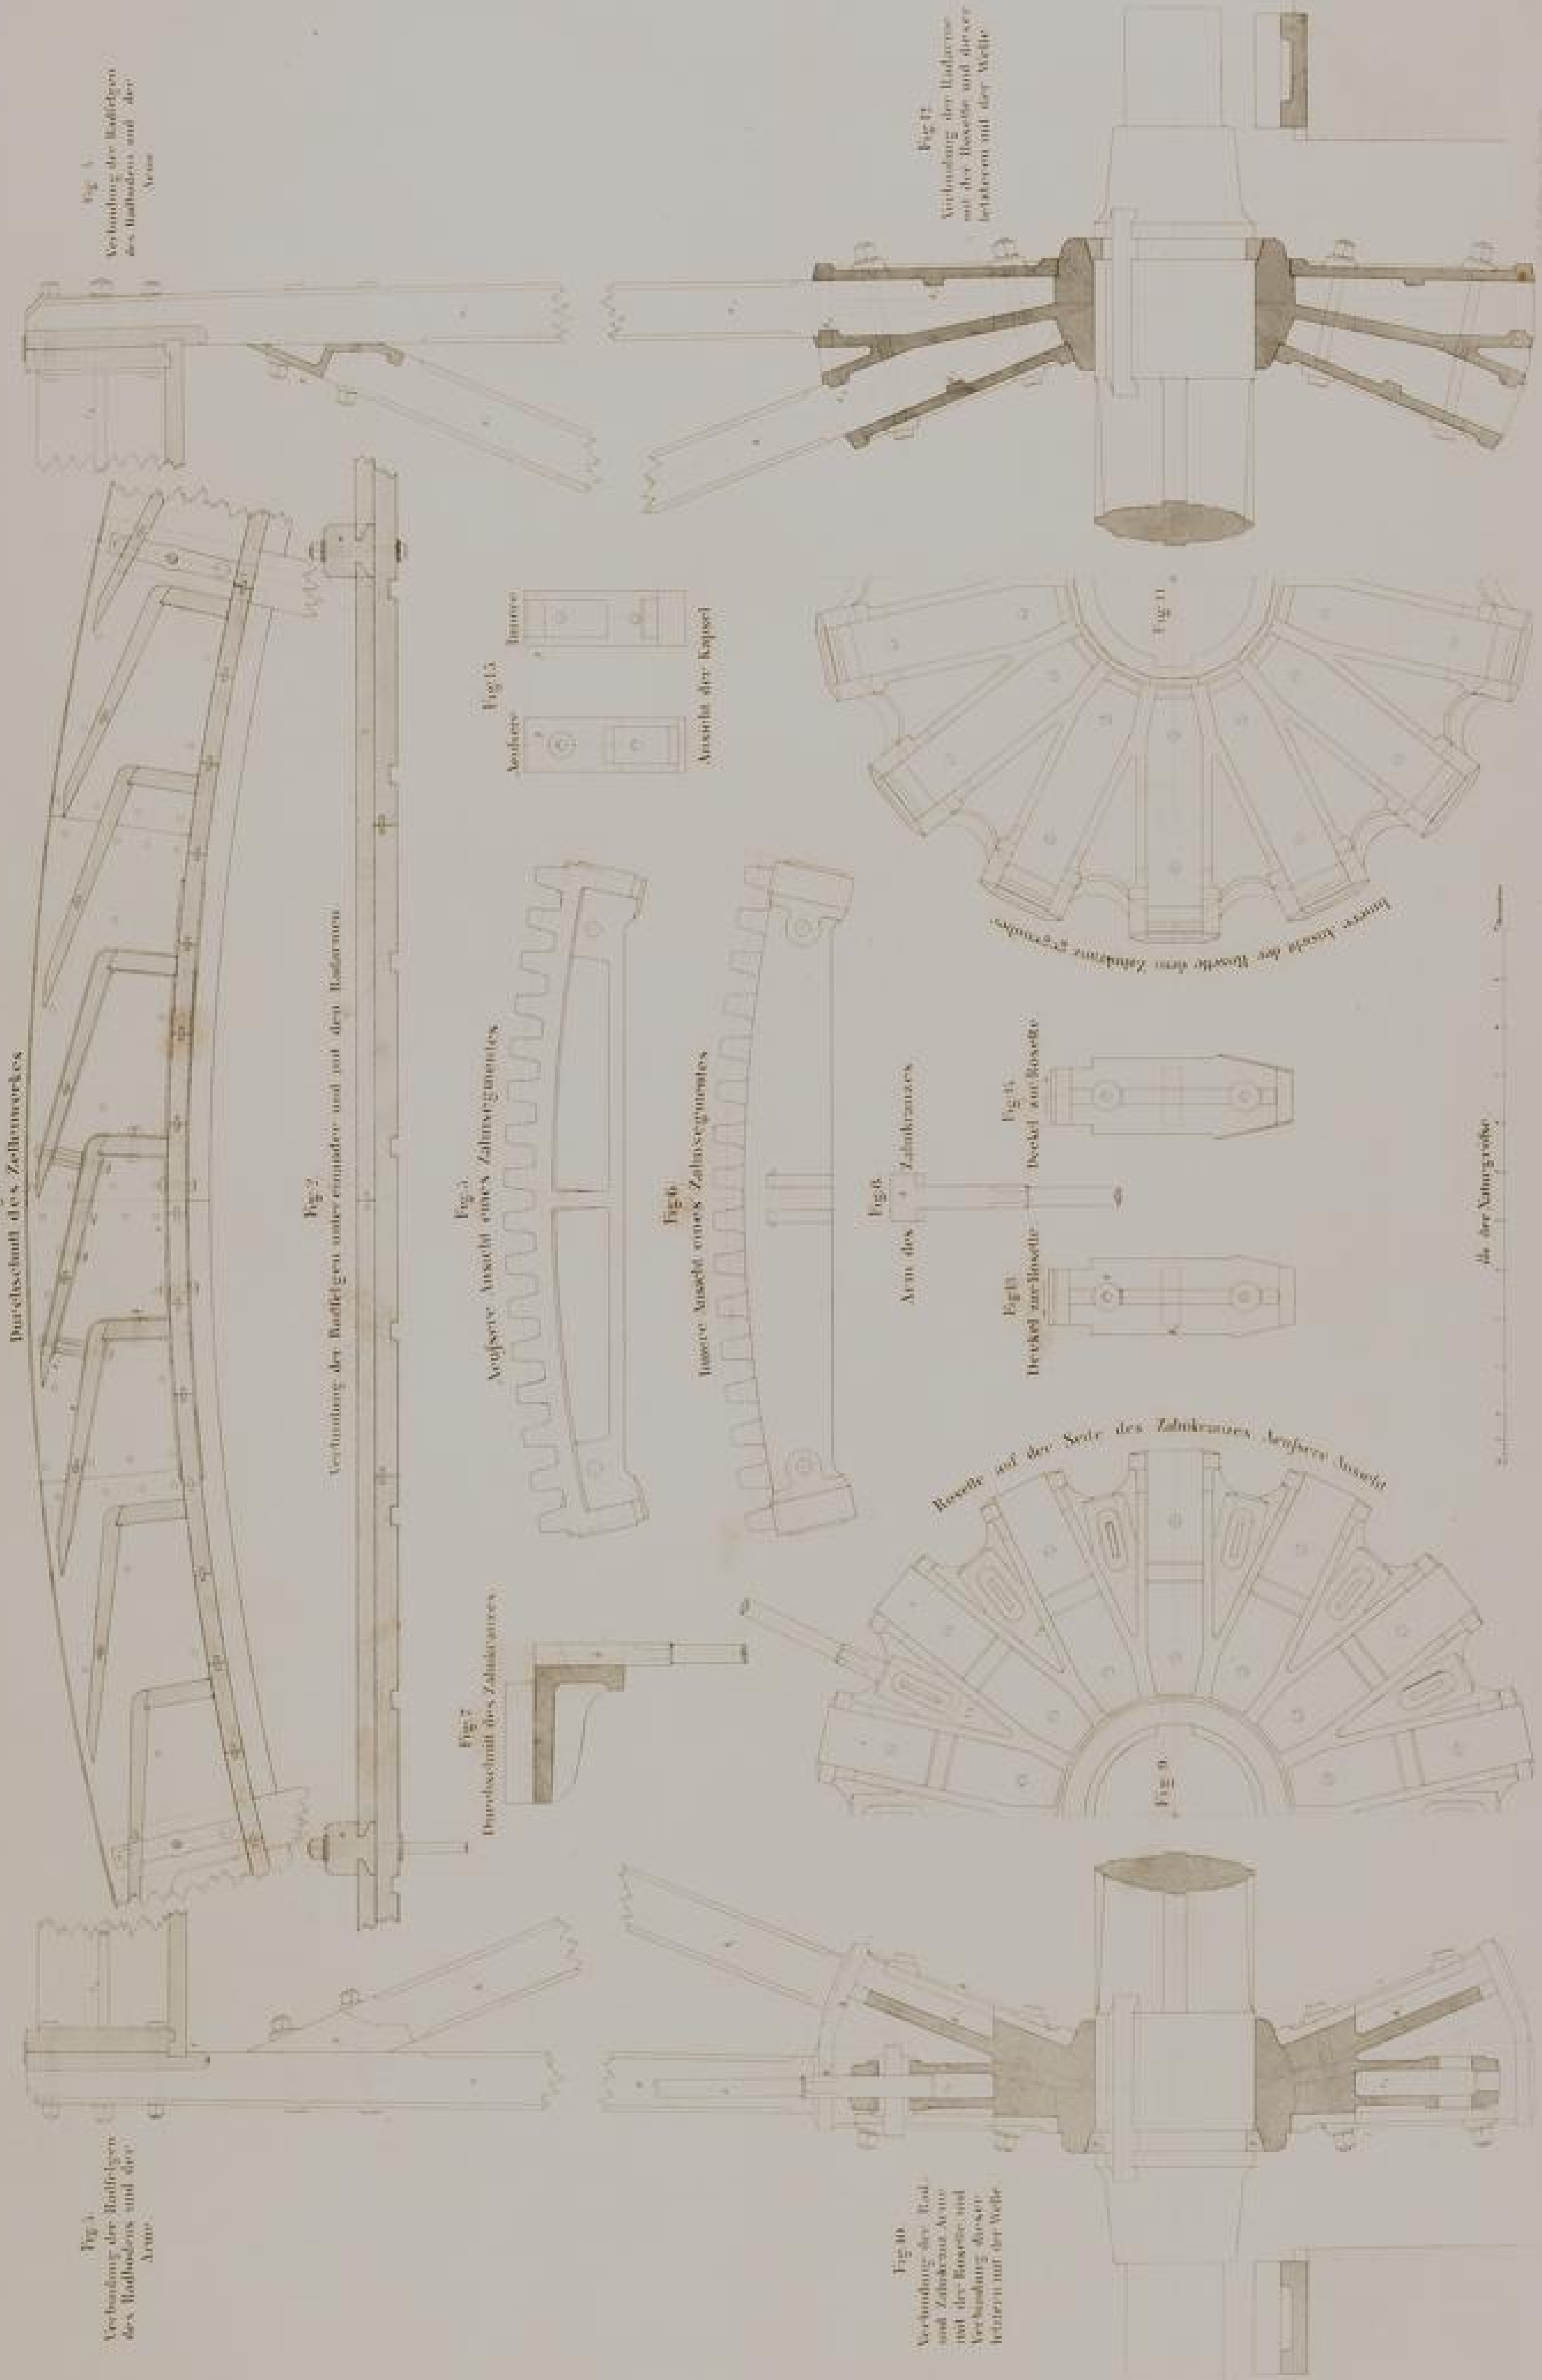 Durchschnitt des Zellenwerkes
Fig. 3.
Verbindung der Radfelgen
des Radbodens und der
Arme
Fig. 4.
Verbindung der Radfelgen
des Radbodens und der
Arme
Fig. 2
Verbindung der Radfelgen untereinander und mit den Radarmen
Fig. 7
Durchschnitt des Zahnkranzes
Fig. 5.
Aeußere Ansicht eines Zahnsegmentes
Fig. 15
Aeußere Innere
Ansicht der Kapsel
Fig. 6
Innere Ansicht eines Zahnsegmentes
Fig. 8.
Arm des Zahnkranzes
Fig. 10
Verbindung der Rad
und Zahnkranz Arme
mit der Rosette und
Verbindung dieser
letztern mit der Welle
Rosette auf der Seite des Zahnkranzes Aeußere Ansicht
Fig. 9.
Fig. 13.
Deckel zur Rosette
Fig. 14
Deckel zur Rosette
Innere Ansicht der Rosette dem Zahnkranz gegenüber
Fig. 11
Fig. 12
Verbindung der Radarme
mit der Rosette und dieser
letzteren mit der Welle
der Naturgröße